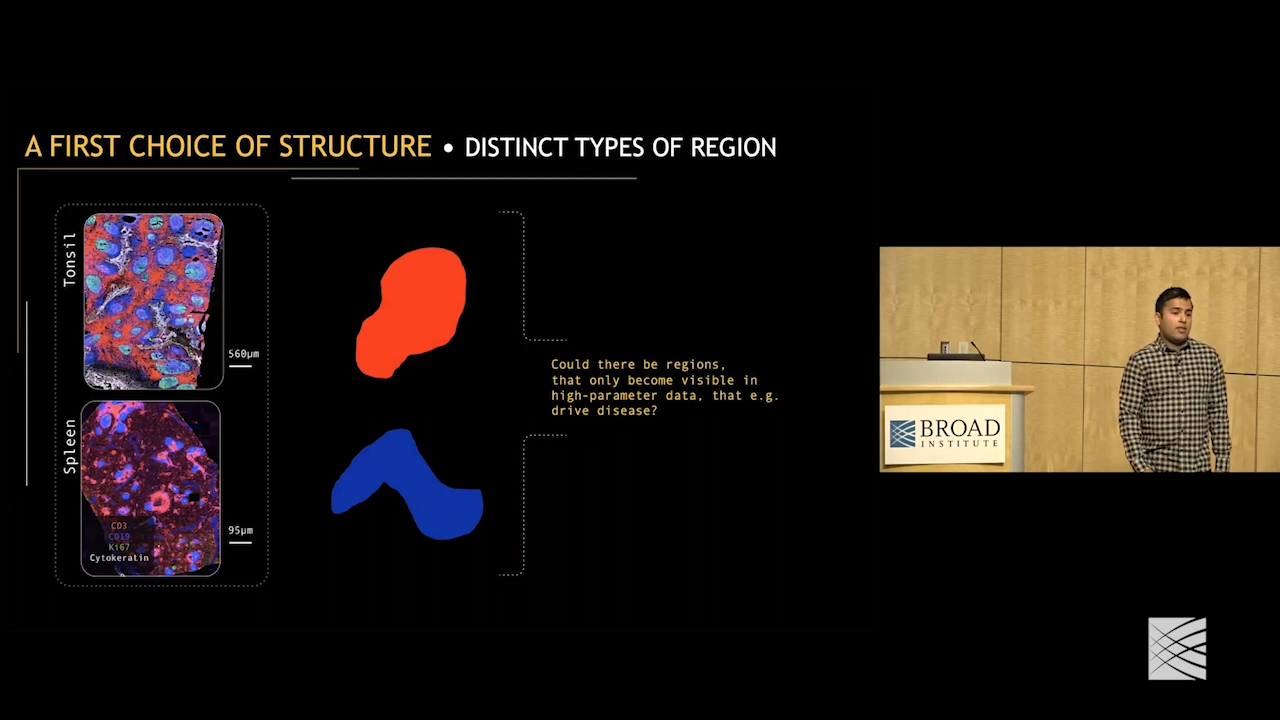 A FIRST CHOICE OF STRUCTURE • DISTINCT TYPES OF REGION
Tonsil
560µm
Spleen
95µm
CD3
CD19
Ki67
Cytokeratin
Could there be regions,
that only become visible in
high-parameter data, that e.g.
drive disease?
BROAD
INSTITUTE